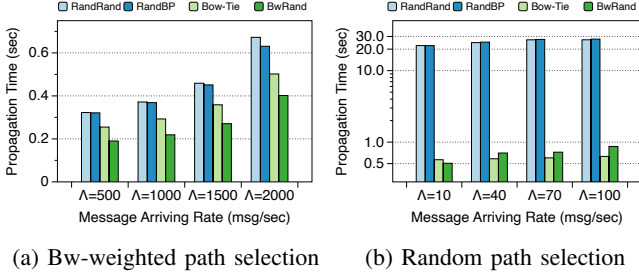 RandRand RandBP Bow-Tie BwRand
Propagation Time (sec)
0.6
0.4
0.2
0
Λ=500 Λ=1000 Λ=1500 Λ=2000
Message Arriving Rate (msg/sec)
(a) Bw-weighted path selection
RandRand RandBP Bow-Tie BwRand
Propagation Time (sec)
30.0
20.0
10.0
1.0
0.5
Λ=10 Λ=40 Λ=70 Λ=100
Message Arriving Rate (msg/sec)
(b) Random path selection